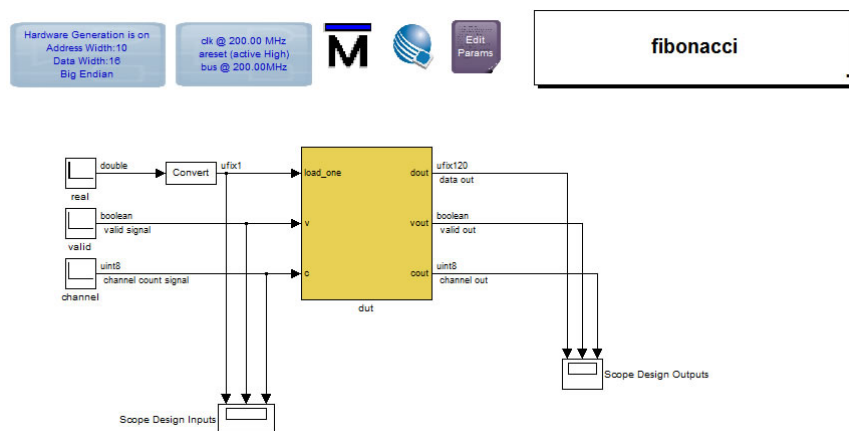 Hardware Generation is on
Address Width:10
Data Width:16
Big Endian
clk @ 200.00 MHz
areset (active High)
bus @ 200.00MHz
M
Edit
Params
fibonacci
double
Convert
ufix1
real
boolean
valid signal
valid
uint8
channel count signal
channel
load_one
v
c
dout
vout
cout
dut
ufix120
data out
boolean
valid out
uint8
channel out
Scope Design Outputs
Scope Design Inputs